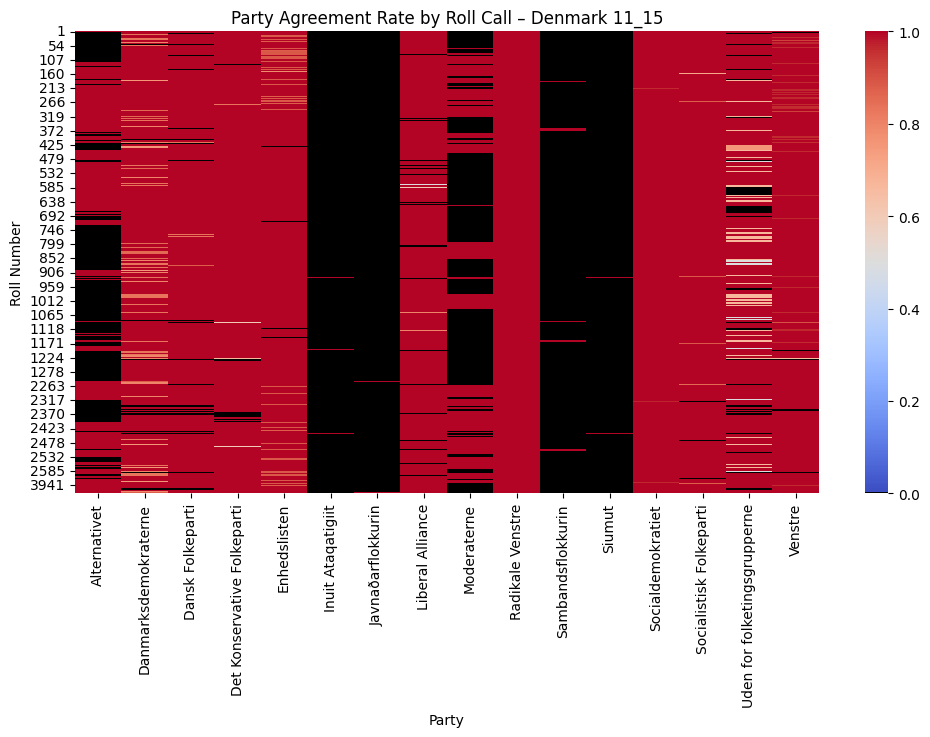 Party Agreement Rate by Roll Call – Denmark 11_15
Roll Number
1
54
107
160
213
266
319
372
425
479
532
585
638
692
746
799
852
906
959
1012
1065
1118
1171
1224
1278
2263
2317
2370
2423
2478
2532
2585
3941
1.0
0.8
0.6
0.4
0.2
0.0
Alternativet
Danmarksdemokraterne
Dansk Folkeparti
Det Konservative Folkeparti
Enhedslisten
Inuit Ataqatigiit
Javnaðarflokkurin
Liberal Alliance
Moderaterne
Radikale Venstre
Sambandsflokkurin
Siumut
Socialdemokratiet
Socialistisk Folkeparti
Uden for folketingsgrupperne
Venstre
Party